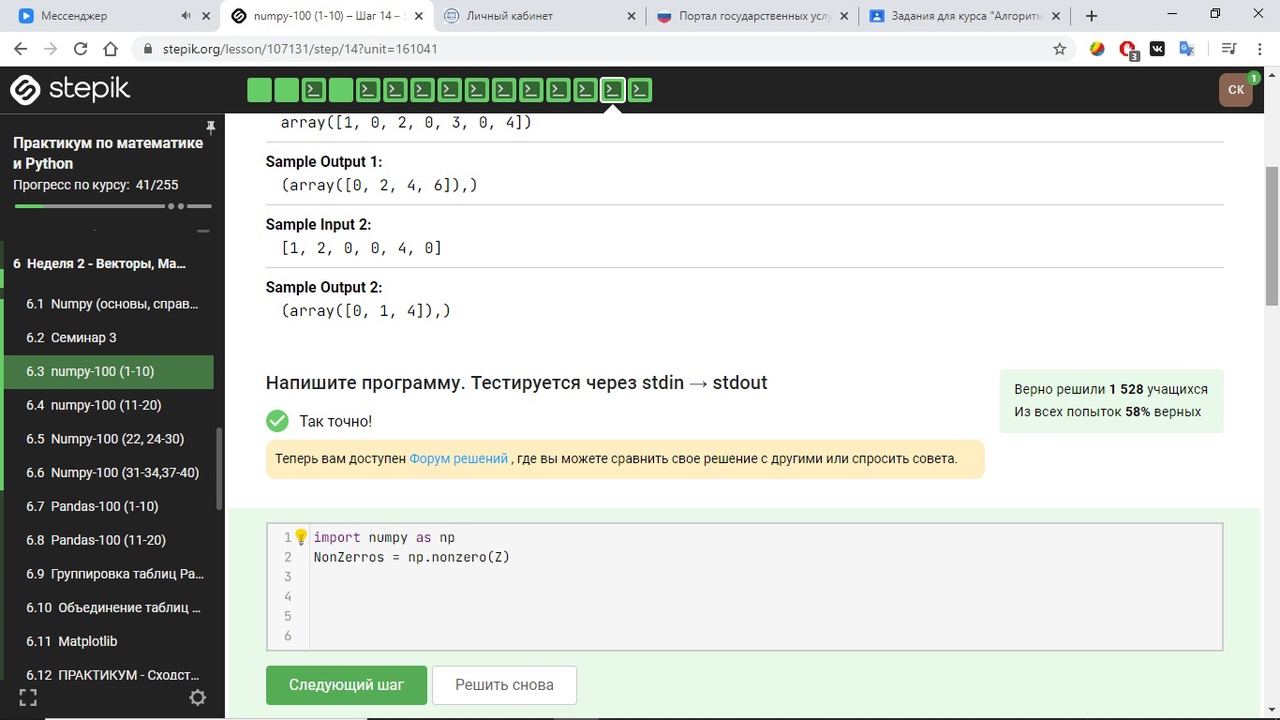 Мессенджер
numpy-100 (1-10) – Шаг 14 – S
Личный кабинет
Портал государственных услу
Задания для курса "Алгоритм
stepik.org/lesson/107131/step/14?unit=161041
3
stepik
СК
1
Практикум по математике
и Python
Прогресс по курсу: 41/255
6 Неделя 2 - Векторы, Ма...
6.1 Numpy (основы, справ...
6.2 Семинар 3
6.3 numpy-100 (1-10)
6.4 numpy-100 (11-20)
6.5 Numpy-100 (22, 24-30)
6.6 Numpy-100 (31-34,37-40)
6.7 Pandas-100 (1-10)
6.8 Pandas-100 (11-20)
6.9 Группировка таблиц Pa...
6.10 Объединение таблиц ...
6.11 Matplotlib
6.12 ПРАКТИКУМ - Сходст...
array([1, 0, 2, 0, 3, 0, 4])
Sample Output 1:
(array([0, 2, 4, 6]),)
Sample Input 2:
[1, 2, 0, 0, 4, 0]
Sample Output 2:
(array([0, 1, 4]),)
Напишите программу. Тестируется через stdin → stdout
Так точно!
Теперь вам доступен Форум решений , где вы можете сравнить свое решение с другими или спросить совета.
Верно решили 1 528 учащихся
Из всех попыток 58% верных
1 import numpy as np
2 NonZerros = np.nonzero(Z)
3
4
5
6
Следующий шаг
Решить снова